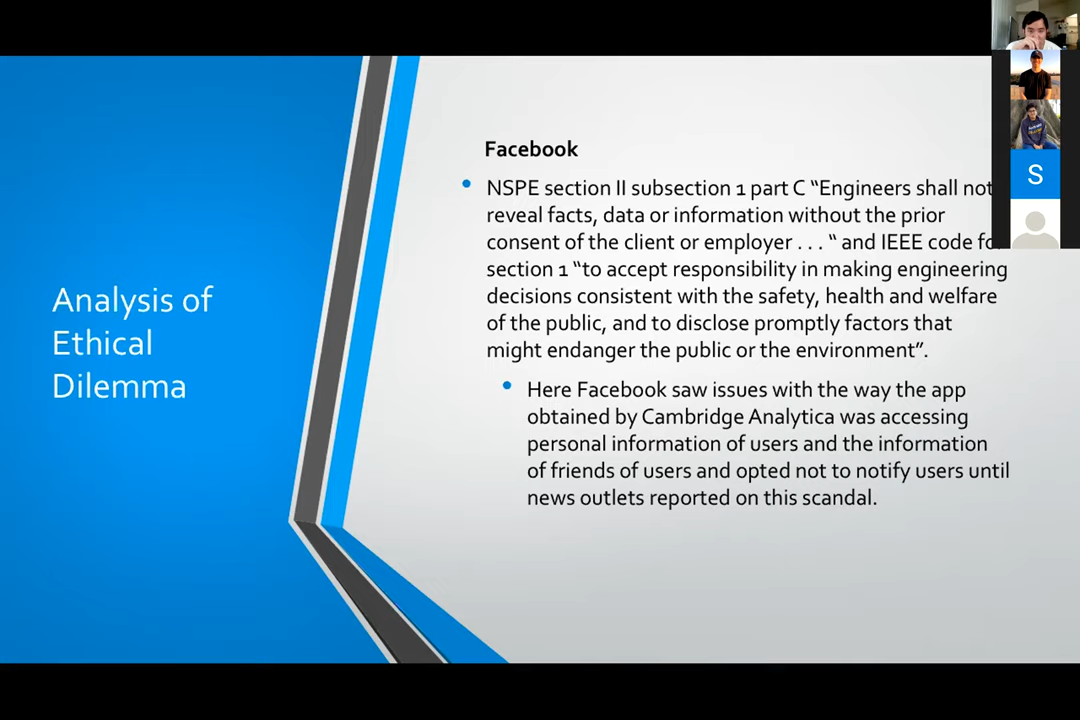 Facebook
NSPE section II subsection 1 part C “Engineers shall not
reveal facts, data or information without the prior
consent of the client or employer . . . “ and IEEE code
section 1 “to accept responsibility in making engineering
decisions consistent with the safety, health and welfare
of the public, and to disclose promptly factors that
might endanger the public or the environment”.
Here Facebook saw issues with the way the app
obtained by Cambridge Analytica was accessing
personal information of users and the information
of friends of users and opted not to notify users until
news outlets reported on this scandal.
Analysis of
Ethical
Dilemma
S